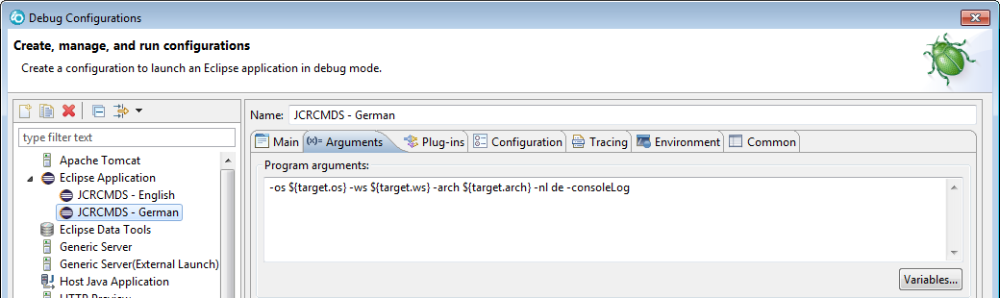 Debug Configurations
Create, manage, and run configurations
Create a configuration to launch an Eclipse application in debug mode.
type filter text
Apache Tomcat
Eclipse Application
JCRCMDS - English
JCRCMDS - German
Eclipse Data Tools
Generic Server
Generic Server(External Launch)
Host Java Application
HTTP Preview
Name: JCRCMDS - German
Main (x)= Arguments Plug-ins Configuration Tracing Environment Common
Program arguments:
-os ${target.os} -ws ${target.ws} -arch ${target.arch} -nl de -consoleLog
Variables...